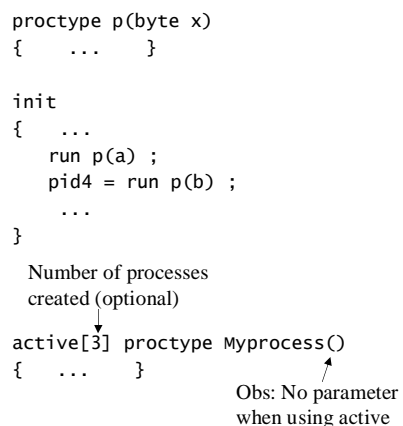 proctype p(byte x)
{ ... }
init
{ ...
run p(a) ;
pid4 = run p(b) ;
...
}
Number of processes
created (optional)
active[3] proctype Myprocess()
{ ... }
Obs: No parameter
when using active